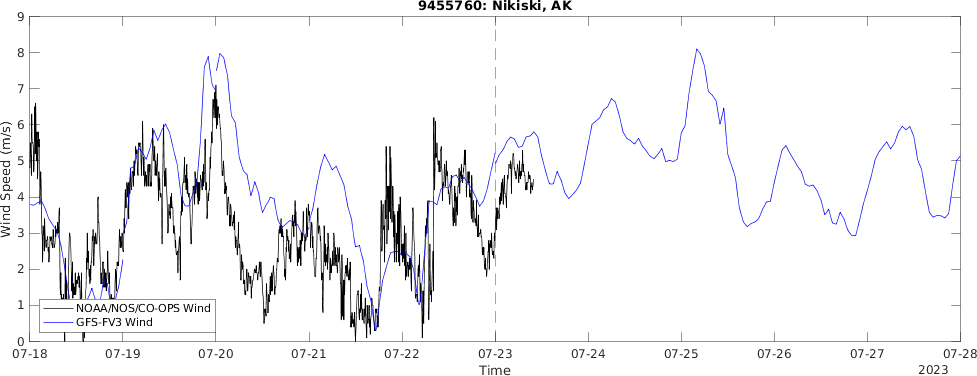 9455760: Nikiski, AK
Wind Speed (m/s)
9
8
7
6
5
4
3
2
1
0
NOAA/NOS/CO-OPS Wind
GFS-FV3 Wind
07-18 07-19 07-20 07-21 07-22 07-23 07-24 07-25 07-26 07-27 07-28
Time
2023